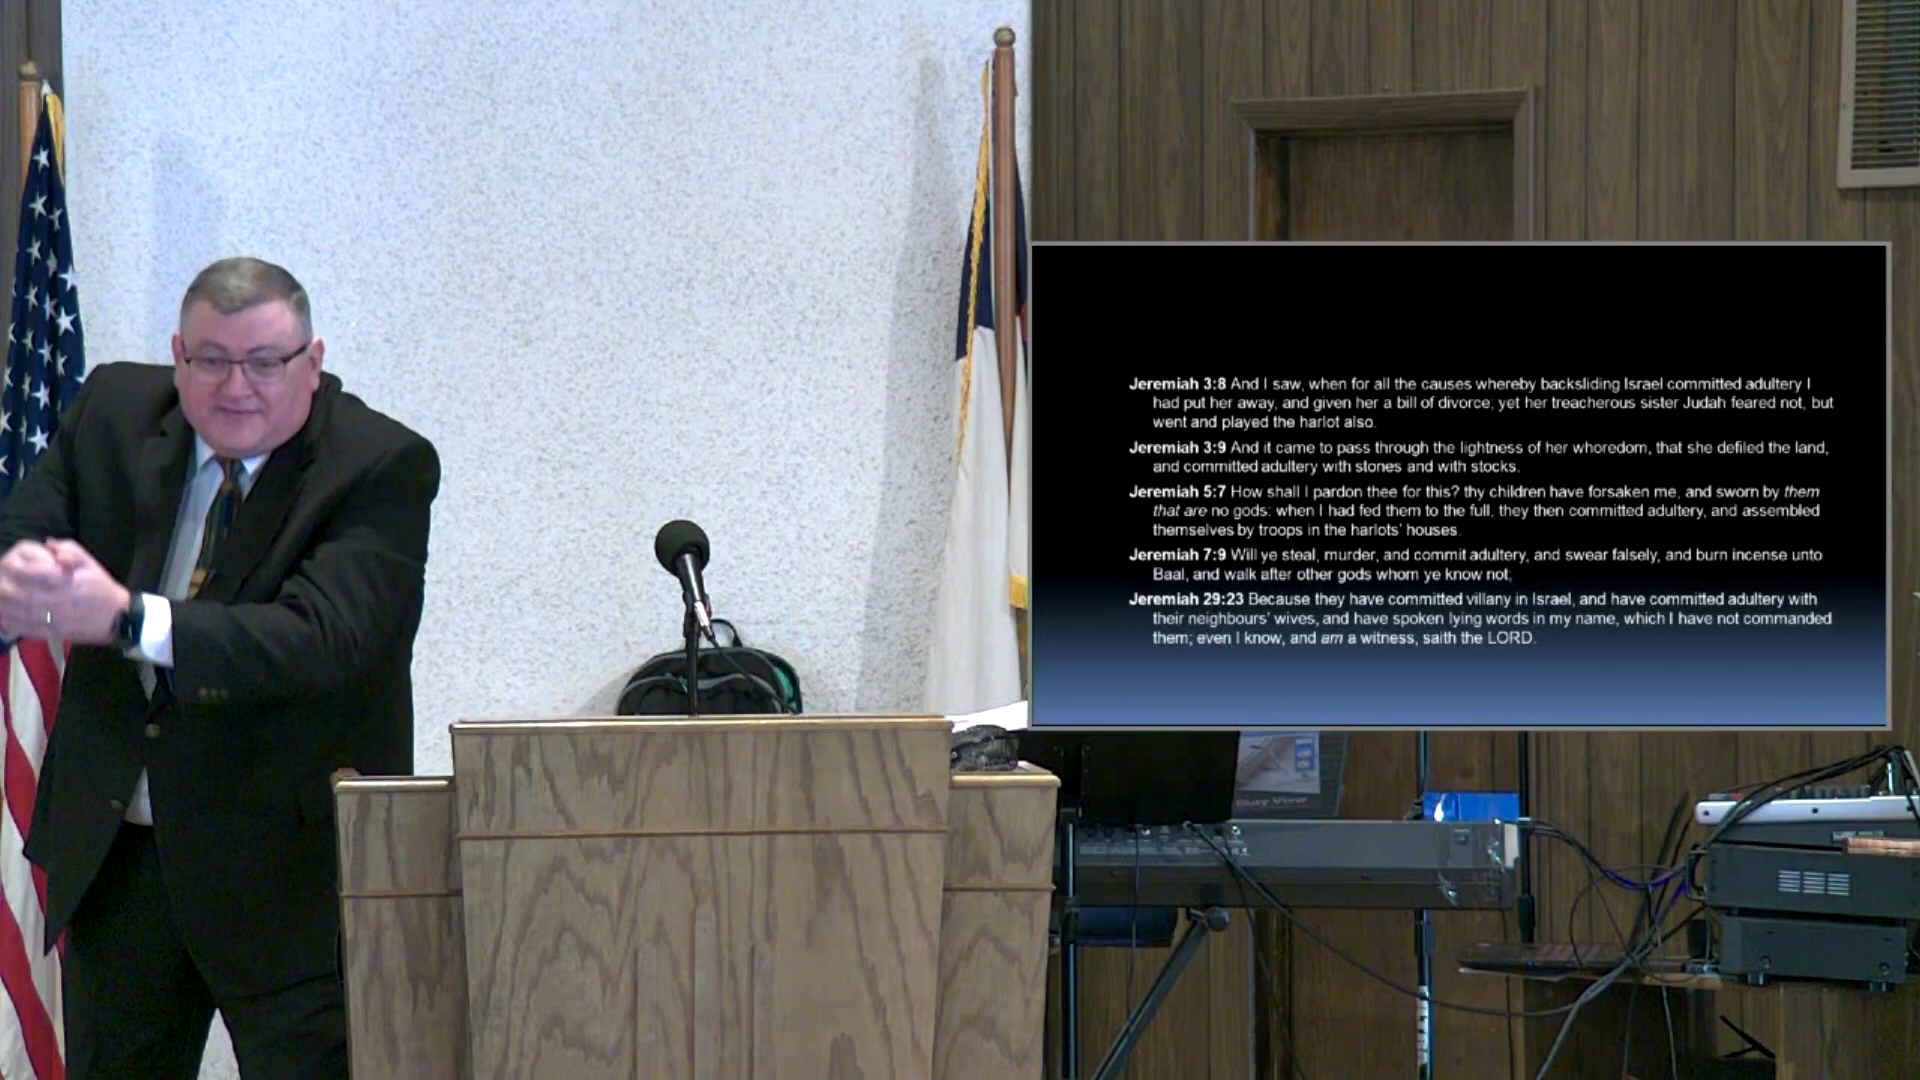 Jeremiah 3:8 And I saw, when for all the causes whereby backsliding Israel committed adultery I
had put her away, and given her a bill of divorce; yet her treacherous sister Judah feared not, but
went and played the harlot also.
Jeremiah 3:9 And it came to pass through the lightness of her whoredom, that she defiled the land,
and committed adultery with stones and with stocks.
Jeremiah 5:7 How shall I pardon thee for this? thy children have forsaken me, and sworn by them
that are no gods: when I had fed them to the full, they then committed adultery, and assembled
themselves by troops in the harlots' houses.
Jeremiah 7:9 Will ye steal, murder, and commit adultery, and swear falsely, and burn incense unto
Baal, and walk after other gods whom ye know not;
Jeremiah 29:23 Because they have committed villany in Israel, and have committed adultery with
their neighbours' wives, and have spoken lying words in my name, which I have not commanded
them; even I know, and am a witness, saith the LORD.
View